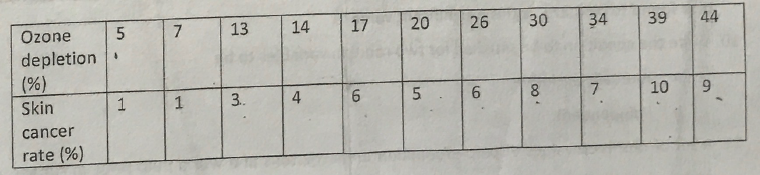 Ozone depletion (%) 5 7 13 14 17 20 26 30 34 39 44
Skin cancer rate (%) 1 1 3 4 6 5 6 8 7 10 9